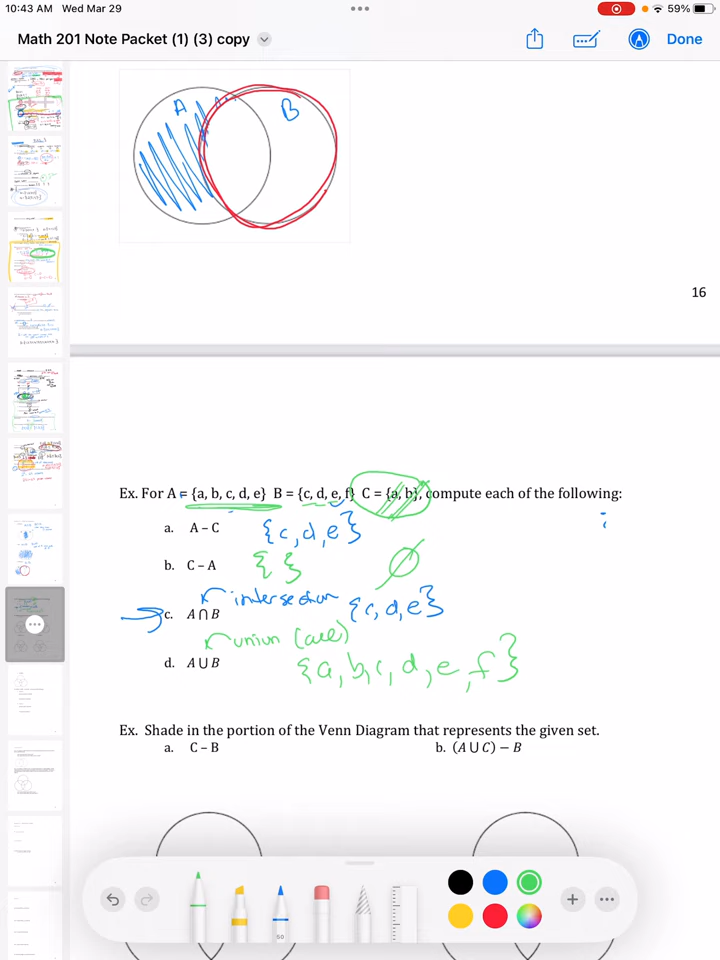 10:43 AM Wed Mar 29
59%
Math 201 Note Packet (1) (3) copy
Done
A
B
16
Ex. For A = {a, b, c, d, e} B = {c, d, e, f} C = {a, b}, compute each of the following:
a. A – C {c, d, e}
b. C – A { } ∅
intersection
c. A ∩ B {c, d, e}
union (all)
d. A ∪ B {a, b, c, d, e, f}
Ex. Shade in the portion of the Venn Diagram that represents the given set.
a. C – B
b. (A ∪ C) – B
50